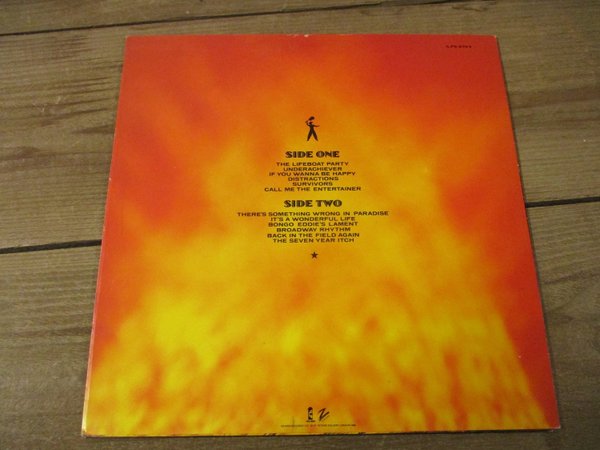 SIDE ONE
THE LIFEBOAT PARTY
UNDERACHIEVER
IF YOU WANNA BE HAPPY
DISTRACTIONS
SURVIVORS
CALL ME THE ENTERTAINER
SIDE TWO
THERE'S SOMETHING WRONG IN PARADISE
IT'S A WONDERFUL LIFE
BONGO EDDIE'S LAMENT
BROADWAY RHYTHM
BACK IN THE FIELD AGAIN
THE SEVEN YEAR ITCH